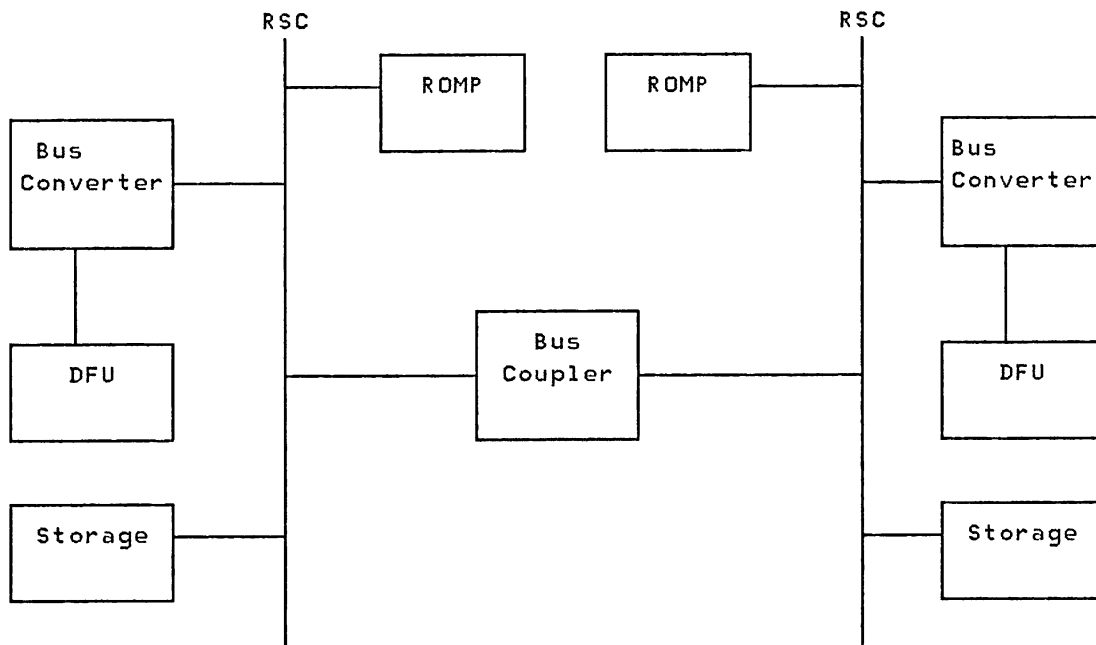 RSC
RSC
ROMP
ROMP
Bus
Converter
Bus
Converter
Bus
Coupler
DFU
DFU
Storage
Storage